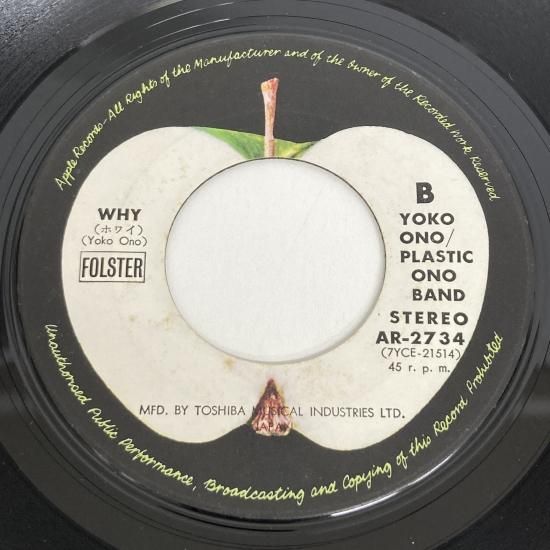 Apple Records-All Rights of the Manufacturer and of the Owner of the Recorded Work Reserved
WHY
(ホワイ)
(Yoko Ono)
FOLSTER
B
YOKO
ONO/
PLASTIC
ONO
BAND
STEREO
AR-2734
(7YCE-21514)
45 r.p.m.
MFD. BY TOSHIBA MUSICAL INDUSTRIES LTD.
JAPAN
Unauthorised Public Performance, Broadcasting and Copying of this Record Prohibited